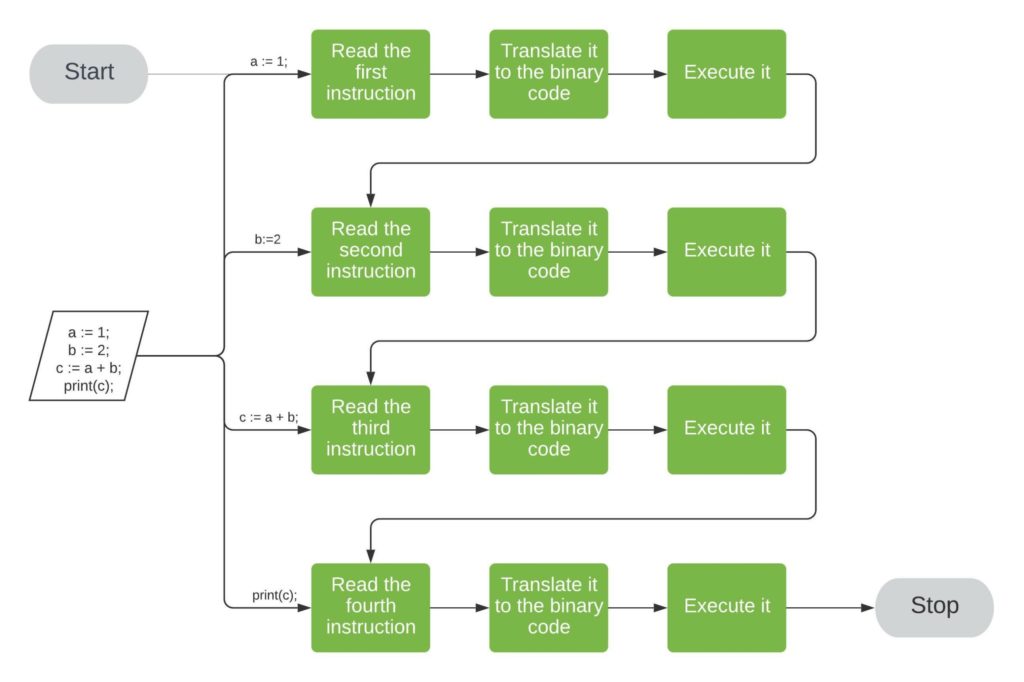 Start
a := 1;
Read the
first
instruction
Translate it
to the binary
code
Execute it
b:=2
Read the
second
instruction
Translate it
to the binary
code
Execute it
a := 1;
b := 2;
c := a + b;
print(c);
c := a + b;
Read the
third
instruction
Translate it
to the binary
code
Execute it
print(c);
Read the
fourth
instruction
Translate it
to the binary
code
Execute it
Stop